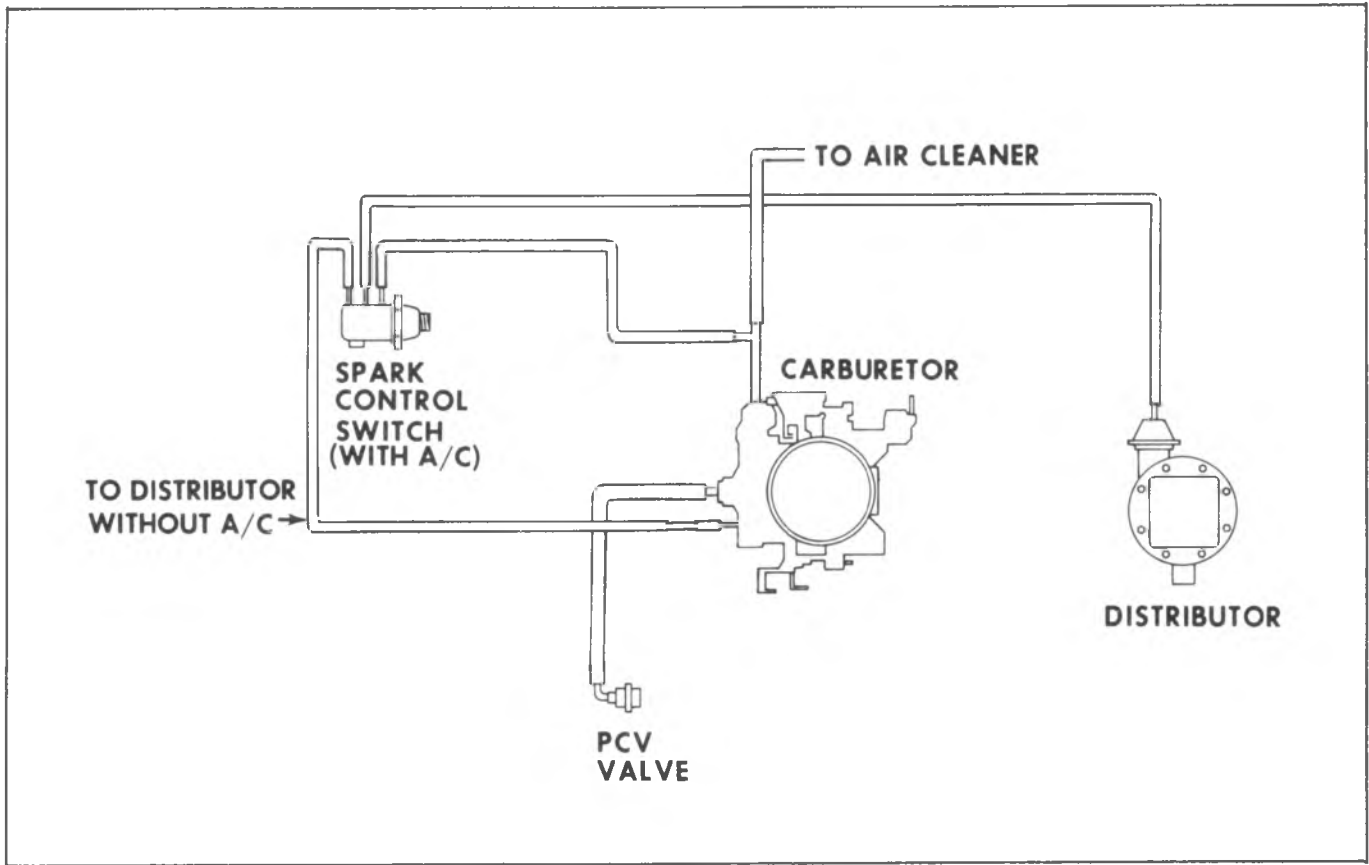 TO AIR CLEANER
SPARK
CONTROL
SWITCH
(WITH A/C)
CARBURETOR
TO DISTRIBUTOR
WITHOUT A/C
DISTRIBUTOR
PCV
VALVE